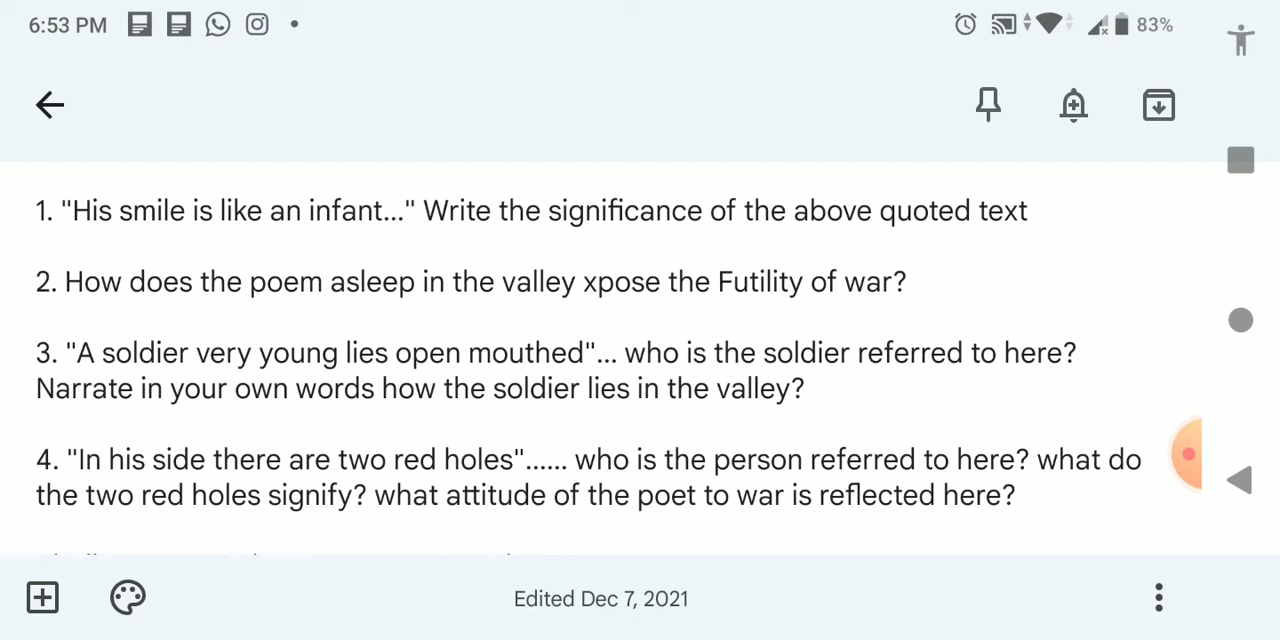 6:53 PM
83%
1. "His smile is like an infant..." Write the significance of the above quoted text
2. How does the poem asleep in the valley xpose the Futility of war?
3. "A soldier very young lies open mouthed"... who is the soldier referred to here?
Narrate in your own words how the soldier lies in the valley?
4. "In his side there are two red holes"...... who is the person referred to here? what do
the two red holes signify? what attitude of the poet to war is reflected here?
Edited Dec 7, 2021